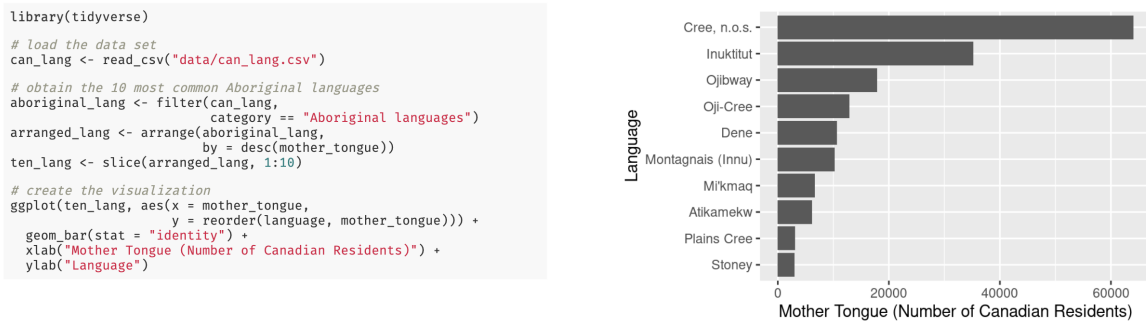 library(tidyverse)
# load the data set
can_lang <- read_csv("data/can_lang.csv")
# obtain the 10 most common Aboriginal languages
aboriginal_lang <- filter(can_lang,
category == "Aboriginal languages")
arranged_lang <- arrange(aboriginal_lang,
by = desc(mother_tongue))
ten_lang <- slice(arranged_lang, 1:10)
# create the visualization
ggplot(ten_lang, aes(x = mother_tongue,
y = reorder(language, mother_tongue))) +
geom_bar(stat = "identity") +
xlab("Mother Tongue (Number of Canadian Residents)") +
ylab("Language")
Language
Cree, n.o.s.
Inuktitut
Ojibway
Oji-Cree
Dene
Montagnais (Innu)
Mi'kmaq
Atikamekw
Plains Cree
Stoney
0 20000 40000 60000
Mother Tongue (Number of Canadian Residents)